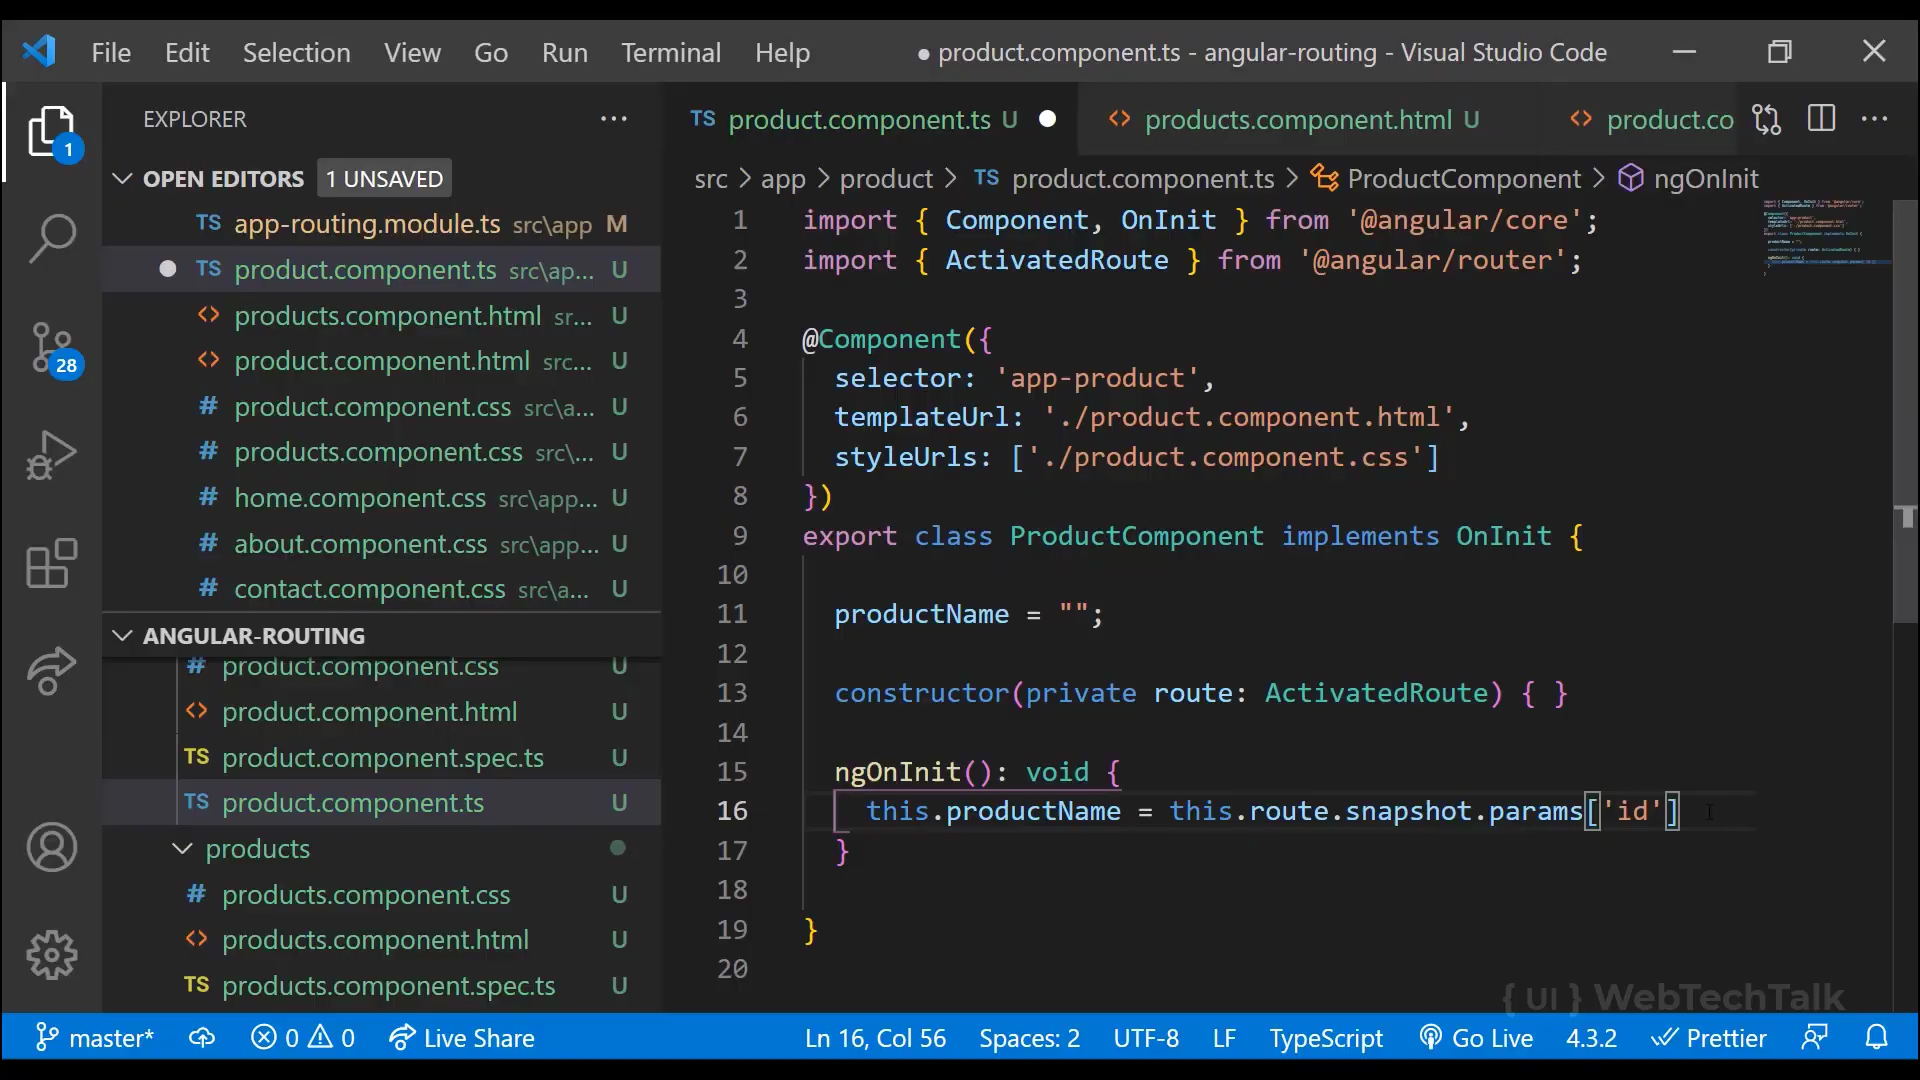 File Edit Selection View Go Run Terminal Help ● product.component.ts - angular-routing - Visual Studio Code
EXPLORER ...
OPEN EDITORS 1 UNSAVED
TS app-routing.module.ts src\app M
TS product.component.ts src\ap... U
<> products.component.html sr... U
<> product.component.html src... U
# product.component.css src\a... U
# products.component.css src\... U
# home.component.css src\app... U
# about.component.css src\app... U
# contact.component.css src\a... U
ANGULAR-ROUTING
# product.component.css U
<> product.component.html U
TS product.component.spec.ts U
TS product.component.ts U
products
# products.component.css U
<> products.component.html U
TS products.component.spec.ts U
1
28
TS product.component.ts U ● <> products.component.html U <> product.co
src > app > product > TS product.component.ts > ProductComponent > ngOnInit
1 import { Component, OnInit } from '@angular/core';
2 import { ActivatedRoute } from '@angular/router';
3
4 @Component({
5 selector: 'app-product',
6 templateUrl: './product.component.html',
7 styleUrls: ['./product.component.css']
8 })
9 export class ProductComponent implements OnInit {
10
11 productName = "";
12
13 constructor(private route: ActivatedRoute) { }
14
15 ngOnInit(): void {
16 this.productName = this.route.snapshot.params['id']
17 }
18
19 }
20
{ UI } WebTechTalk
master* 0 0 Live Share Ln 16, Col 56 Spaces: 2 UTF-8 LF TypeScript Go Live 4.3.2 Prettier